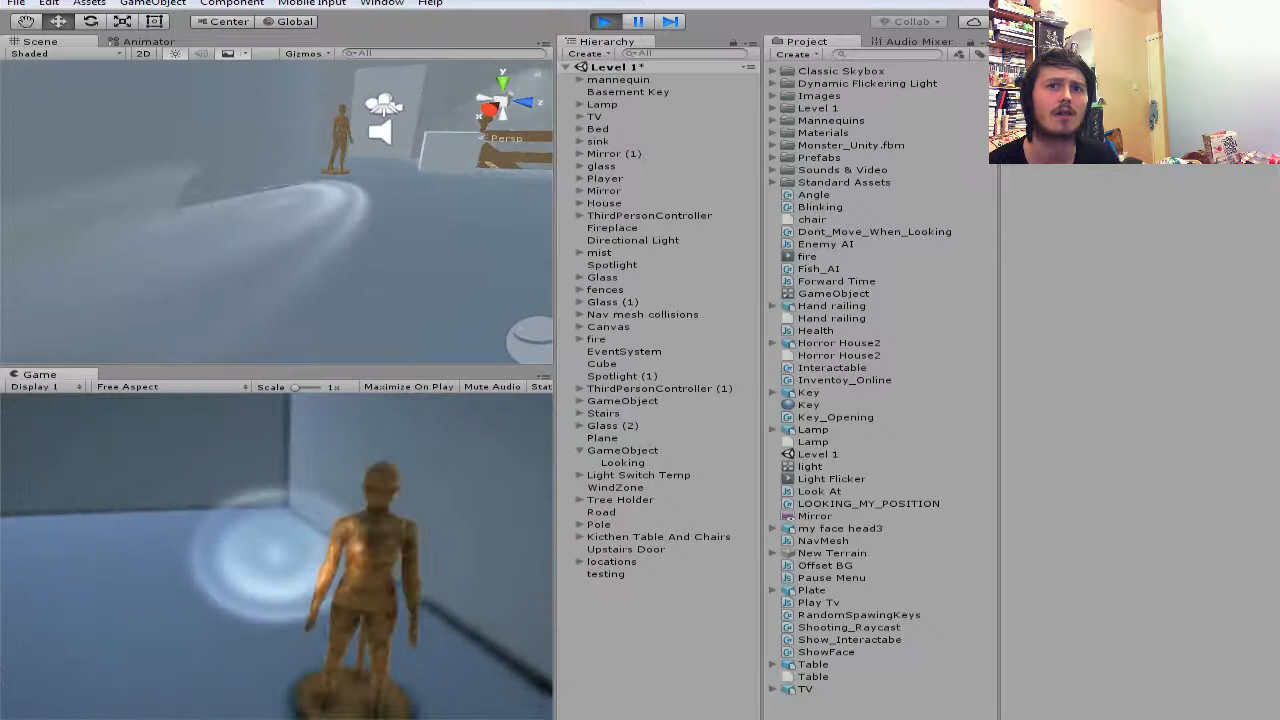 File Edit Assets GameObject Component Mobile Input Window Help
Center Global Collab
Scene Animator
Shaded 2D Gizmos All
y
x z
Persp
Game
Display 1 Free Aspect Scale 1x Maximize On Play Mute Audio Stat
Hierarchy
Create All
Level 1*
mannequin
Basement Key
Lamp
TV
Bed
sink
Mirror (1)
glass
Player
Mirror
House
ThirdPersonController
Fireplace
Directional Light
mist
Spotlight
Glass
fences
Glass (1)
Nav mesh collisions
Canvas
fire
EventSystem
Cube
Spotlight (1)
ThirdPersonController (1)
GameObject
Stairs
Glass (2)
Plane
GameObject
Looking
Light Switch Temp
WindZone
Tree Holder
Road
Pole
Kicthen Table And Chairs
Upstairs Door
locations
testing
Project Audio Mixer
Create
Classic Skybox
Dynamic Flickering Light
Images
Level 1
Mannequins
Materials
Monster_Unity.fbm
Prefabs
Sounds & Video
Standard Assets
Angle
Blinking
chair
Dont_Move_When_Looking
Enemy AI
fire
Fish_AI
Forward Time
GameObject
Hand railing
Hand railing
Health
Horror House2
Horror House2
Interactable
Inventoy_Online
Key
Key
Key_Opening
Lamp
Lamp
Level 1
light
Light Flicker
Look At
LOOKING_MY_POSITION
Mirror
my face head3
NavMesh
New Terrain
Offset BG
Pause Menu
Plate
Play Tv
RandomSpawingKeys
Shooting_Raycast
Show_Interactabe
ShowFace
Table
Table
TV